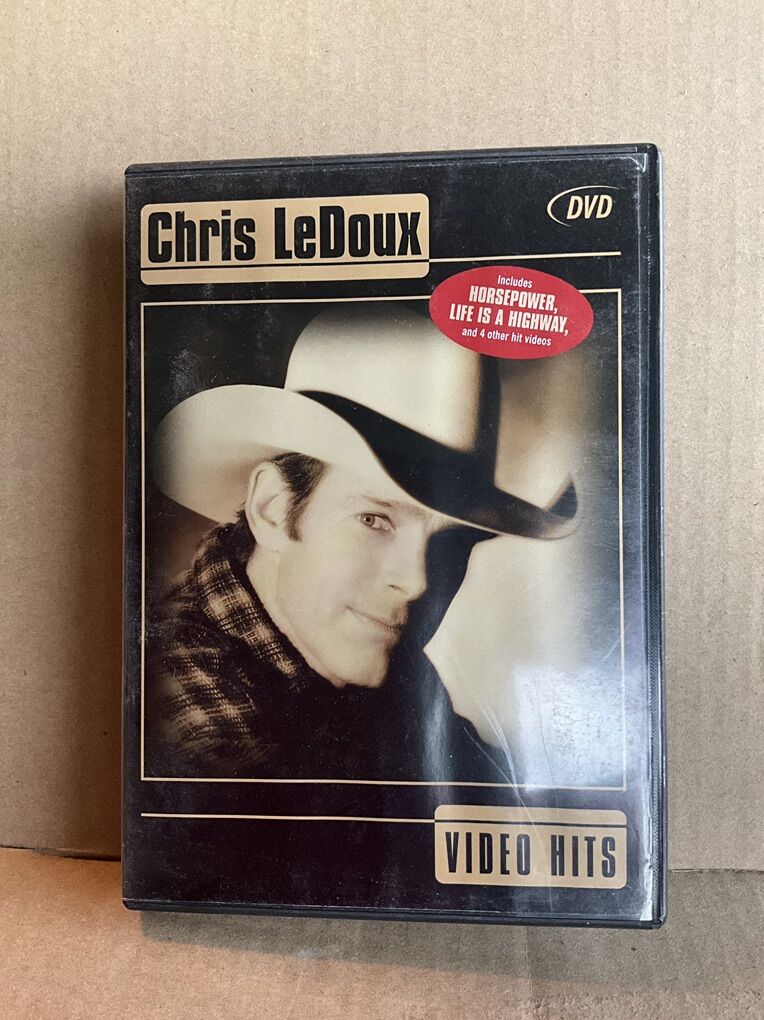 Chris LeDoux
DVD
Includes
HORSEPOWER,
LIFE IS A HIGHWAY,
and 4 other hit videos
VIDEO HITS